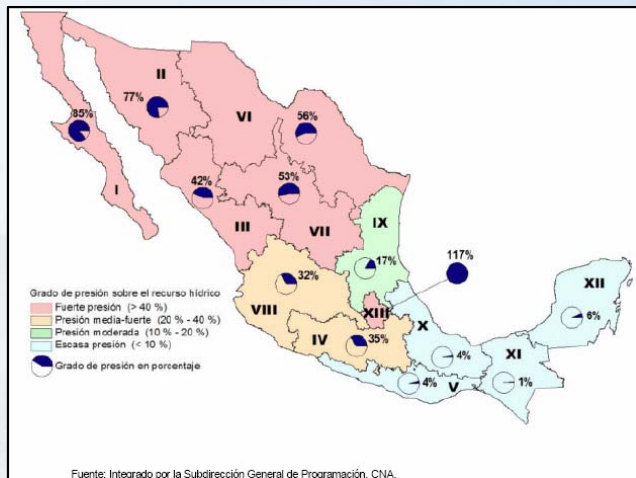 II
77%
85%
VI
56%
I
42%
53%
III
VII
IX
17%
117%
32%
VIII
XIII
XII
6%
X
IV
35%
4%
XI
1%
4%
V
Grado de presión sobre el recurso hídrico
Fuerte presión (> 40 %)
Presión media-fuerte (20 % - 40 %)
Presión moderada (10 % - 20 %)
Escasa presión (< 10 %)
Grado de presión en porcentaje
Fuente: Integrado por la Subdirección General de Programación, CNA.